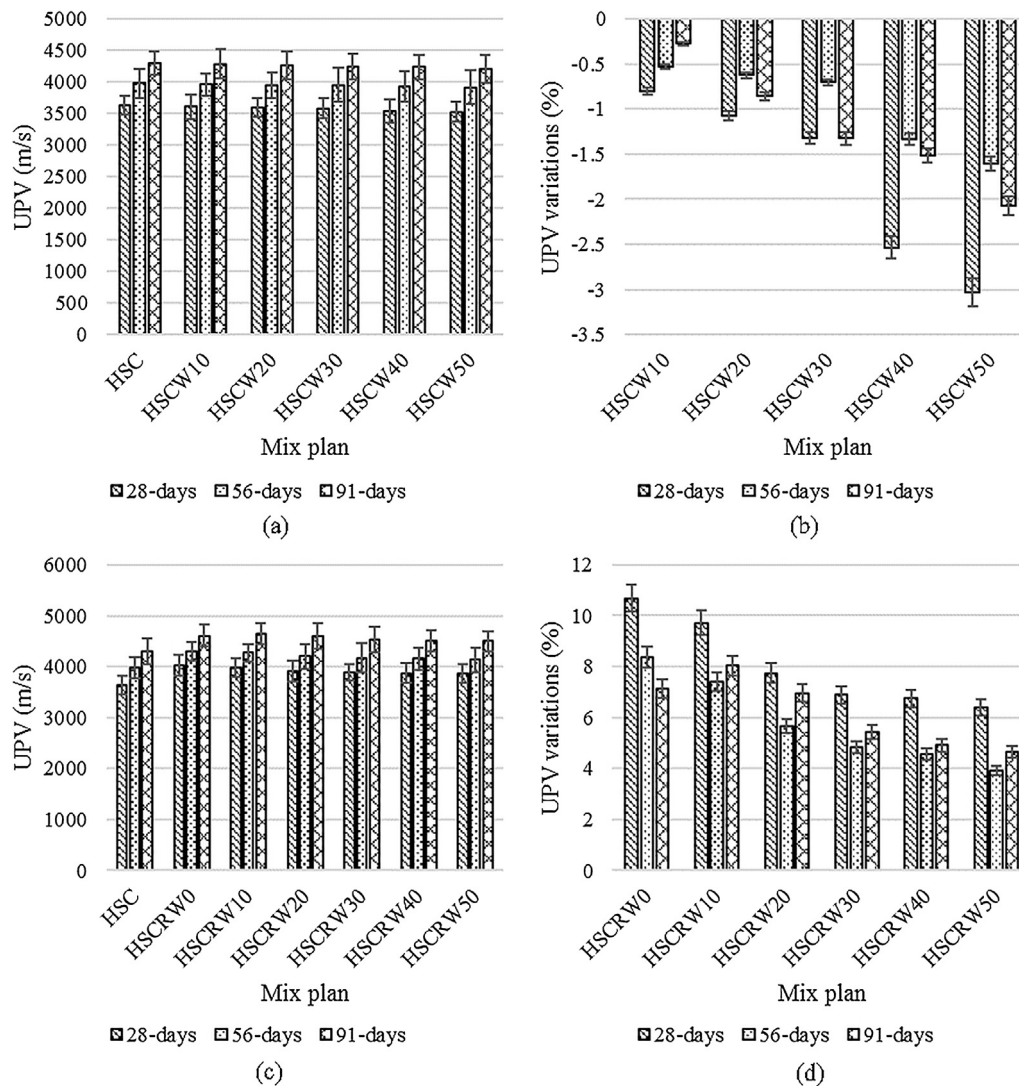 5000
4500
4000
3500
3000
2500
2000
1500
1000
500
0
UPV (m/s)
HSC
HSCW10
HSCW20
HSCW30
HSCW40
HSCW50
Mix plan
28-days 56-days 91-days
(a)
0
-0.5
-1
-1.5
-2
-2.5
-3
-3.5
UPV variations (%)
HSCW10
HSCW20
HSCW30
HSCW40
HSCW50
Mix plan
28-days 56-days 91-days
(b)
6000
5000
4000
3000
2000
1000
0
UPV (m/s)
HSC
HSCRW0
HSCRW10
HSCRW20
HSCRW30
HSCRW40
HSCRW50
Mix plan
28-days 56-days 91-days
(c)
12
10
8
6
4
2
0
UPV variations (%)
HSCRW0
HSCRW10
HSCRW20
HSCRW30
HSCRW40
HSCRW50
Mix plan
28-days 56-days 91-days
(d)